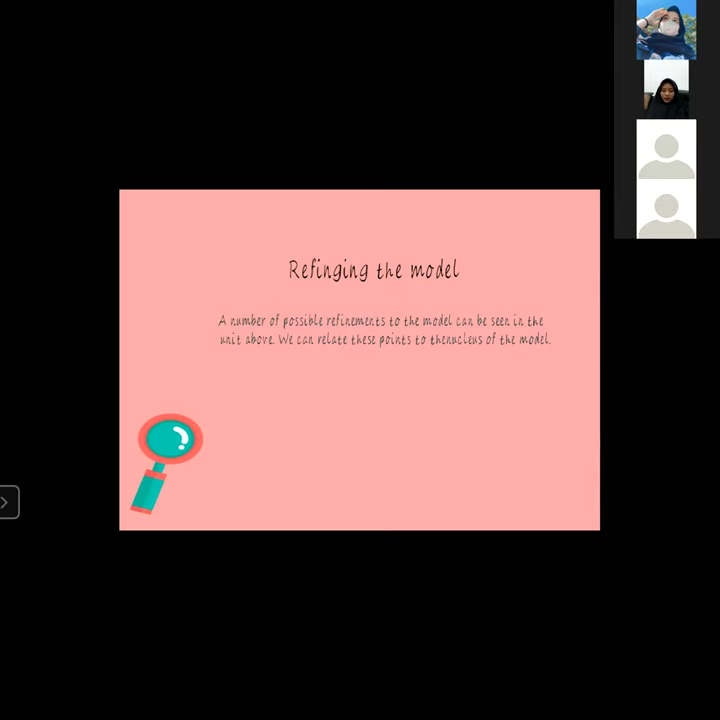 Refinging the model
A number of possible refinements to the model can be seen in the
unit above. We can relate these points to thenucleus of the model.